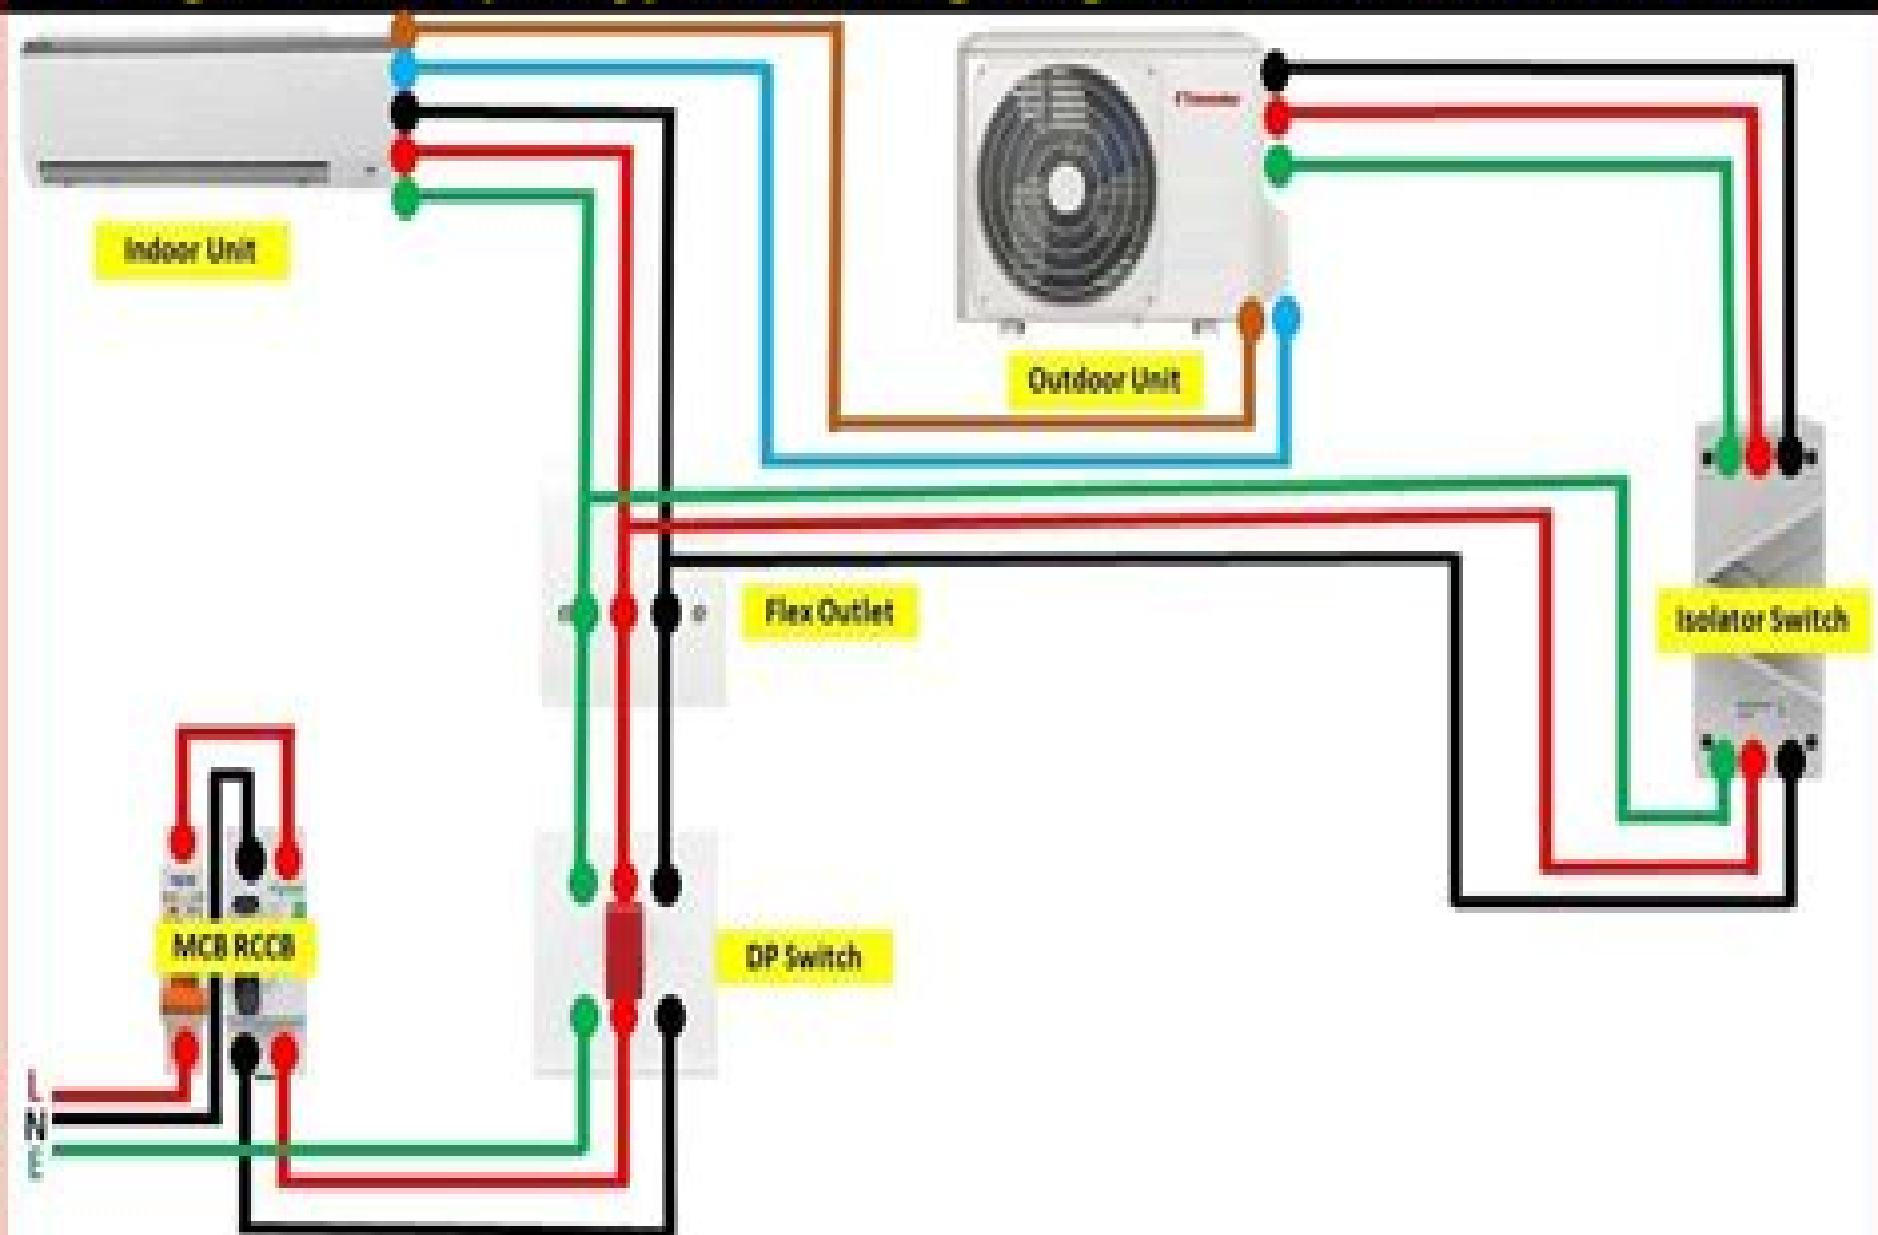 Indoor Unit
Outdoor Unit
Flex Outlet
Isolator Switch
MCB RCCB
DP Switch
L
N
E